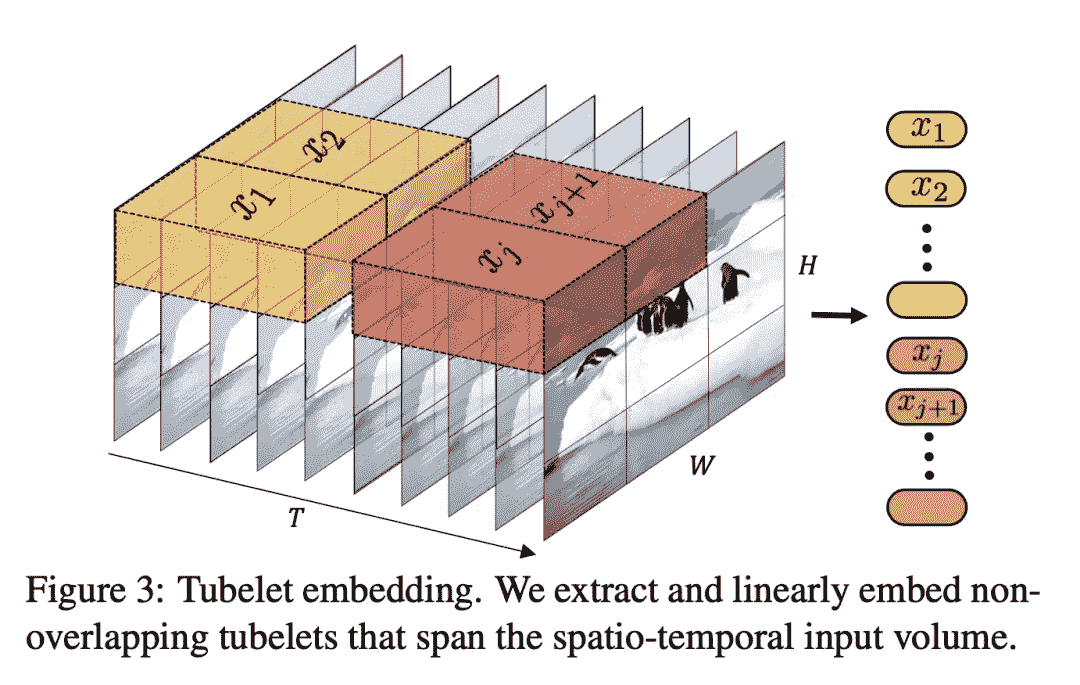 x2
x1
xj+1
xj
H
W
T
x1
x2
xj
xj+1
Figure 3: Tubelet embedding. We extract and linearly embed non-
overlapping tubelets that span the spatio-temporal input volume.